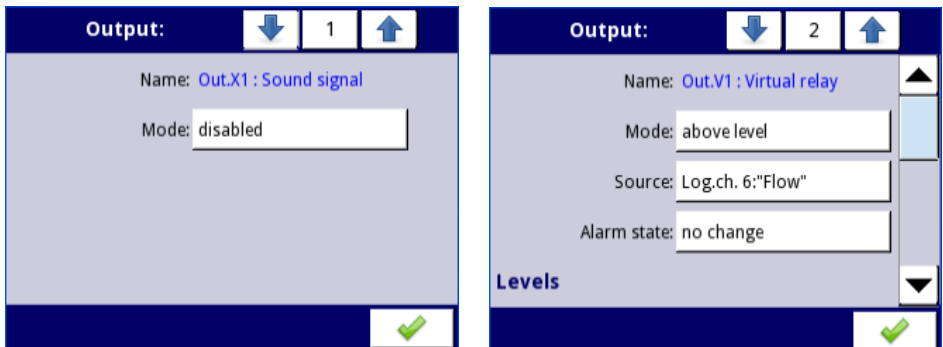 Output: 1
Name: Out.X1 : Sound signal
Mode: disabled
Output: 2
Name: Out.V1 : Virtual relay
Mode: above level
Source: Log.ch. 6:"Flow"
Alarm state: no change
Levels